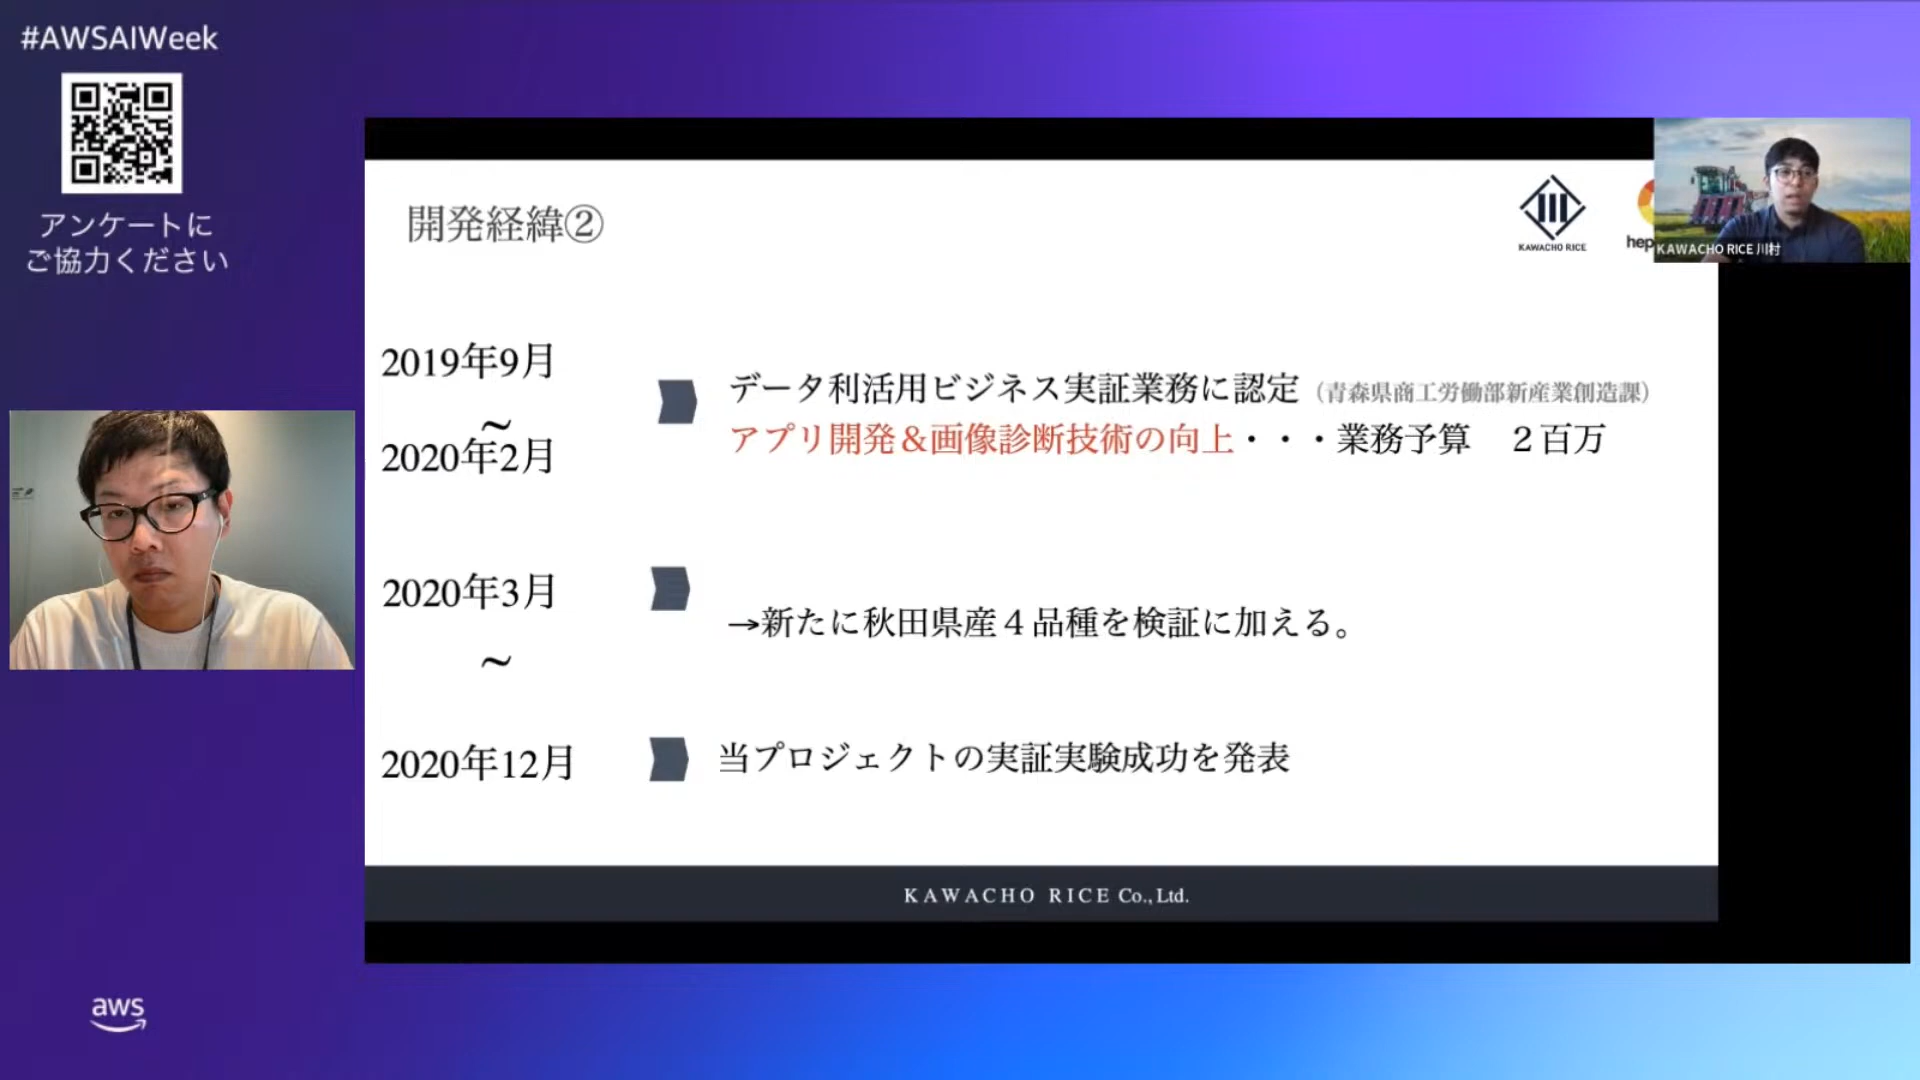 #AWSAIWeek
アンケートに
ご協力ください
開発経緯②
KAWACHO RICE
hep
KAWACHO RICE 川村
2019年9月
～
2020年2月
データ利活用ビジネス実証業務に認定（青森県商工労働部新産業創造課）
アプリ開発＆画像診断技術の向上・・・業務予算　２百万
2020年3月
～
→新たに秋田県産４品種を検証に加える。
2020年12月
当プロジェクトの実証実験成功を発表
KAWACHO RICE Co., Ltd.
aws